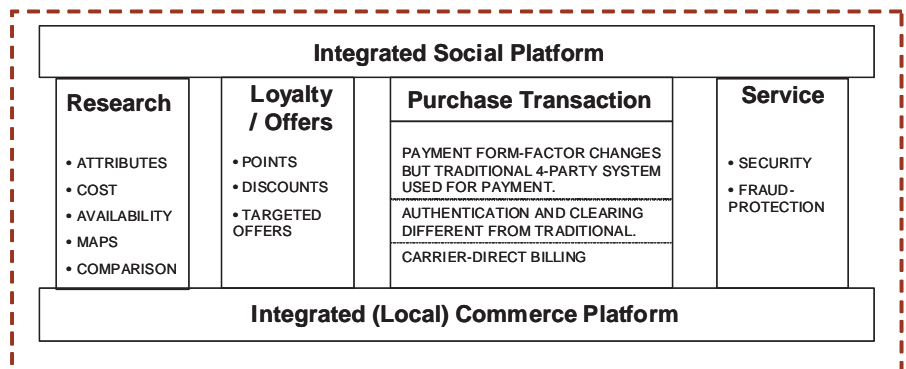 Integrated Social Platform
Research
• ATTRIBUTES
• COST
• AVAILABILITY
• MAPS
• COMPARISON
Loyalty
/ Offers
• POINTS
• DISCOUNTS
• TARGETED
OFFERS
Purchase Transaction
PAYMENT FORM-FACTOR CHANGES
BUT TRADITIONAL 4-PARTY SYSTEM
USED FOR PAYMENT.
AUTHENTICATION AND CLEARING
DIFFERENT FROM TRADITIONAL.
CARRIER-DIRECT BILLING
Service
• SECURITY
• FRAUD-
PROTECTION
Integrated (Local) Commerce Platform